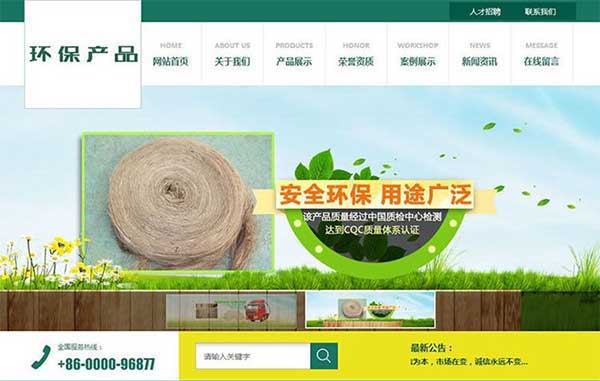 人才招聘 联系我们
环保产品
HOME ABOUT US PRODUCTS HONOR WORKSHOP NEWS MESSAGE
网站首页 关于我们 产品展示 荣誉资质 案例展示 新闻资讯 在线留言
安全环保 用途广泛
该产品质量经过中国质检中心检测
达到CQC质量体系认证
全国服务热线：
+86-0000-96877
请输入关键字
最新公告：
为本，市场在变，诚信永远不变...